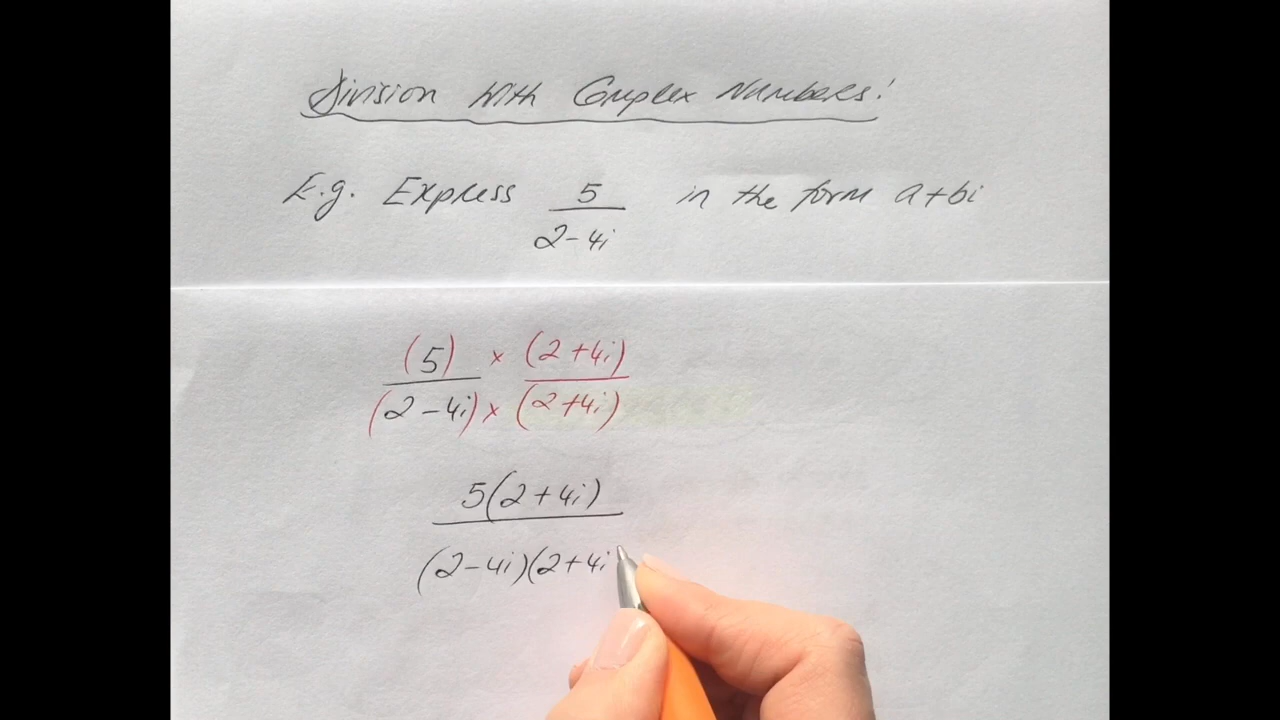 Division With Complex Numbers!
E.g. Express 5/(2-4i) in the form a+bi
(5) × (2+4i)
(2-4i) × (2+4i)
5(2+4i)
(2-4i)(2+4i